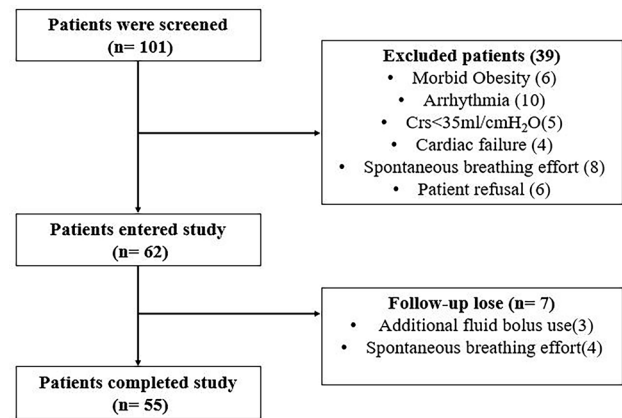 Patients were screened
(n= 101)
Excluded patients (39)
• Morbid Obesity (6)
• Arrhythmia (10)
• Crs<35ml/cmH₂O(5)
• Cardiac failure (4)
• Spontaneous breathing effort (8)
• Patient refusal (6)
Patients entered study
(n= 62)
Follow-up lose (n= 7)
• Additional fluid bolus use(3)
• Spontaneous breathing effort(4)
Patients completed study
(n= 55)